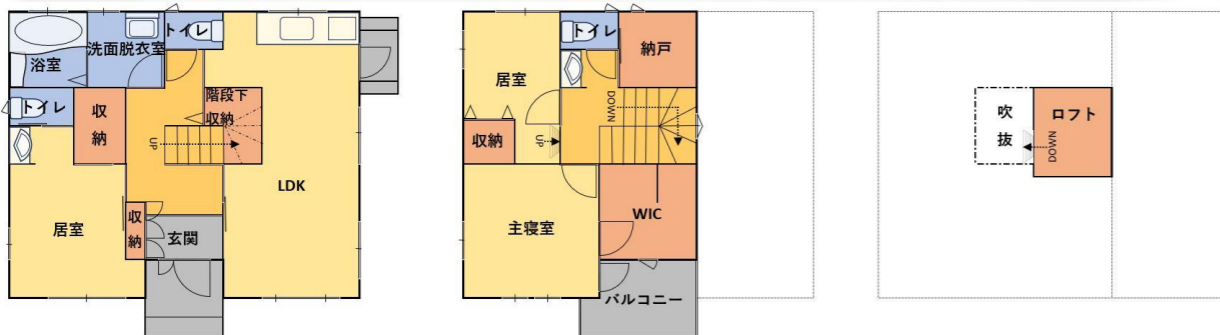 トイレ
洗面脱衣室
浴室
トイレ
収
納
階段下
収納
UP
LDK
居室
収
納
玄関
トイレ
納戸
居室
DOWN
収納
UP
主寝室
WIC
バルコニー
吹
抜
ロフト
DOWN